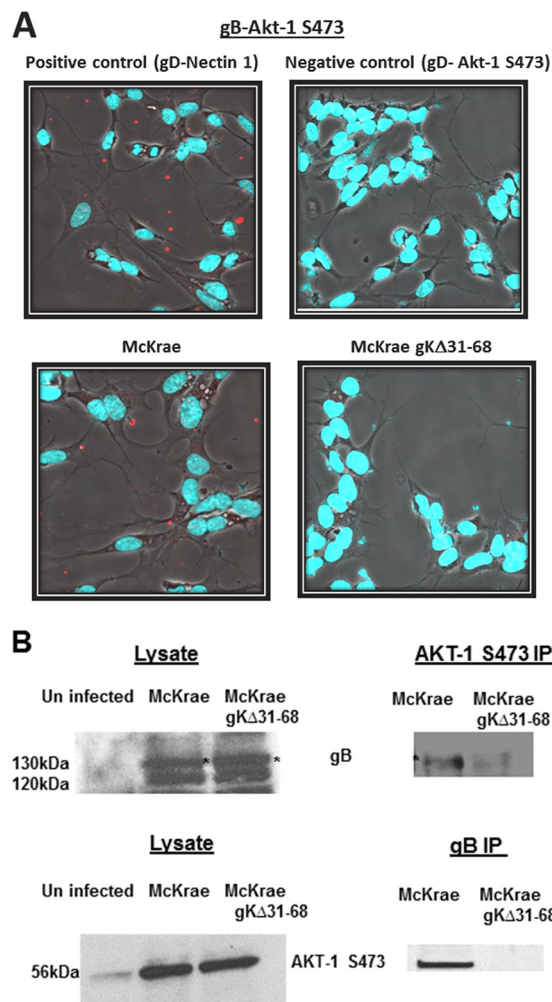 A
gB-Akt-1 S473
Positive control (gD-Nectin 1) Negative control (gD- Akt-1 S473)
McKrae McKrae gKΔ31-68
B
Lysate AKT-1 S473 IP
Un infected McKrae McKrae gKΔ31-68
McKrae McKrae gKΔ31-68
130kDa * * gB *
120kDa
Lysate gB IP
Un infected McKrae McKrae gKΔ31-68
McKrae McKrae gKΔ31-68
56kDa AKT-1 S473